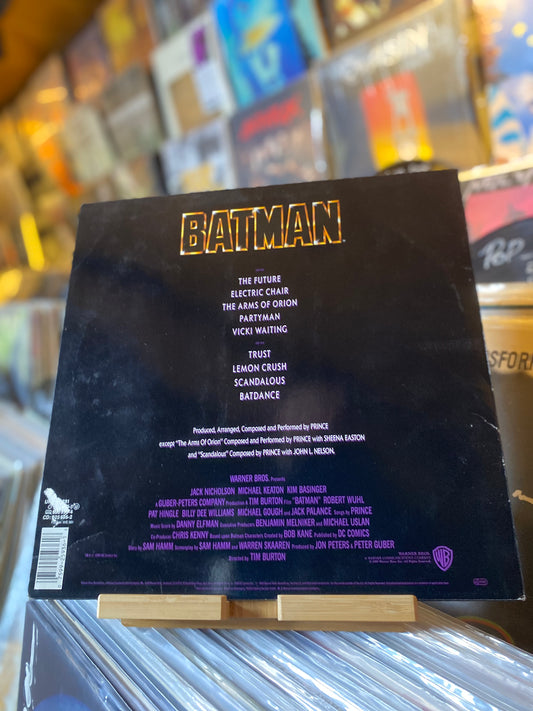 BATMAN
THE FUTURE
ELECTRIC CHAIR
THE ARMS OF ORION
PARTYMAN
VICKI WAITING
TRUST
LEMON CRUSH
SCANDALOUS
BATDANCE
Produced, Arranged, Composed and Performed by PRINCE
except "The Arms Of Orion" Composed and Performed by PRINCE with SHEENA EASTON
and "Scandalous" Composed by PRINCE with JOHN L. NELSON.
WARNER BROS. Presents
JACK NICHOLSON MICHAEL KEATON KIM BASINGER
A GUBER-PETERS COMPANY Production A TIM BURTON Film "BATMAN" ROBERT WUHL
PAT HINGLE BILLY DEE WILLIAMS MICHAEL GOUGH and JACK PALANCE Songs by PRINCE
Music Score by DANNY ELFMAN Executive Producers BENJAMIN MELNIKER and MICHAEL USLAN
Co-Producer CHRIS KENNY Based upon Batman Characters Created by BOB KANE Published by DC COMICS
Story by SAM HAMM Screenplay by SAM HAMM and WARREN SKAAREN Produced by JON PETERS & PETER GUBER
Directed by TIM BURTON
WARNER BROS.
WB
POP